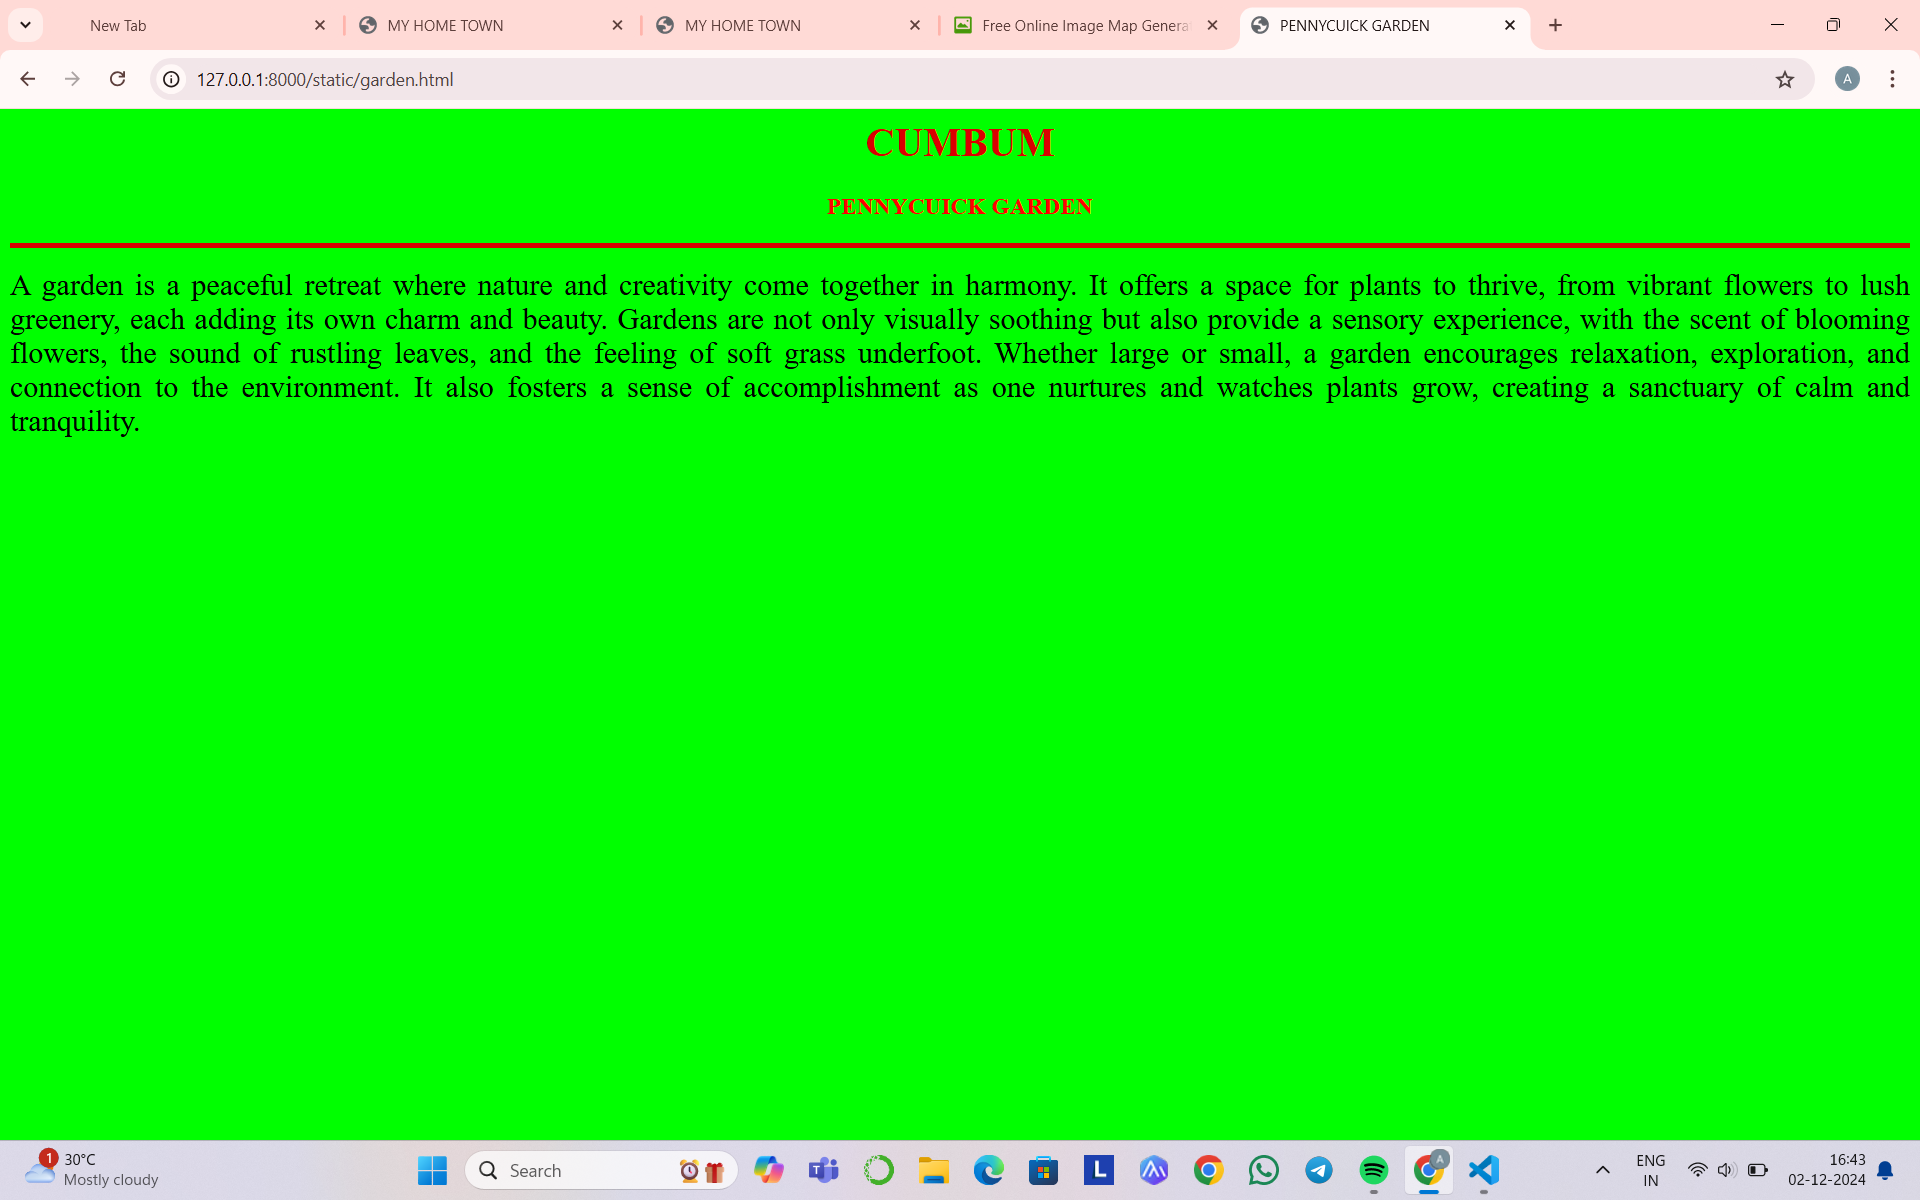 New Tab
MY HOME TOWN
MY HOME TOWN
Free Online Image Map Genera
PENNYCUICK GARDEN
127.0.0.1:8000/static/garden.html
A
CUMBUM
PENNYCUICK GARDEN
A garden is a peaceful retreat where nature and creativity come together in harmony. It offers a space for plants to thrive, from vibrant flowers to lush
greenery, each adding its own charm and beauty. Gardens are not only visually soothing but also provide a sensory experience, with the scent of blooming
flowers, the sound of rustling leaves, and the feeling of soft grass underfoot. Whether large or small, a garden encourages relaxation, exploration, and
connection to the environment. It also fosters a sense of accomplishment as one nurtures and watches plants grow, creating a sanctuary of calm and
tranquility.
1
30°C
Mostly cloudy
Search
T
L
A
ENG
IN
16:43
02-12-2024